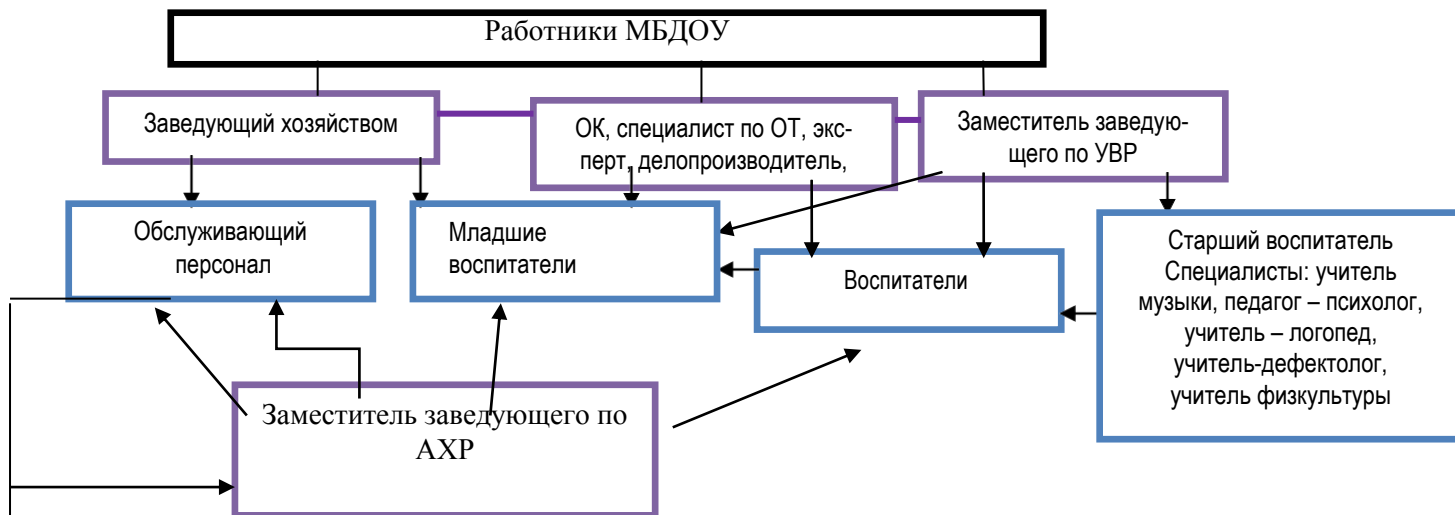 Работники МБДОУ
Заведующий хозяйством
ОК, специалист по ОТ, экс-
перт, делопроизводитель,
Заместитель заведую-
щего по УВР
Обслуживающий
персонал
Младшие
воспитатели
Воспитатели
Старший воспитатель
Специалисты: учитель
музыки, педагог – психолог,
учитель – логопед,
учитель-дефектолог,
учитель физкультуры
Заместитель заведующего по
АХР